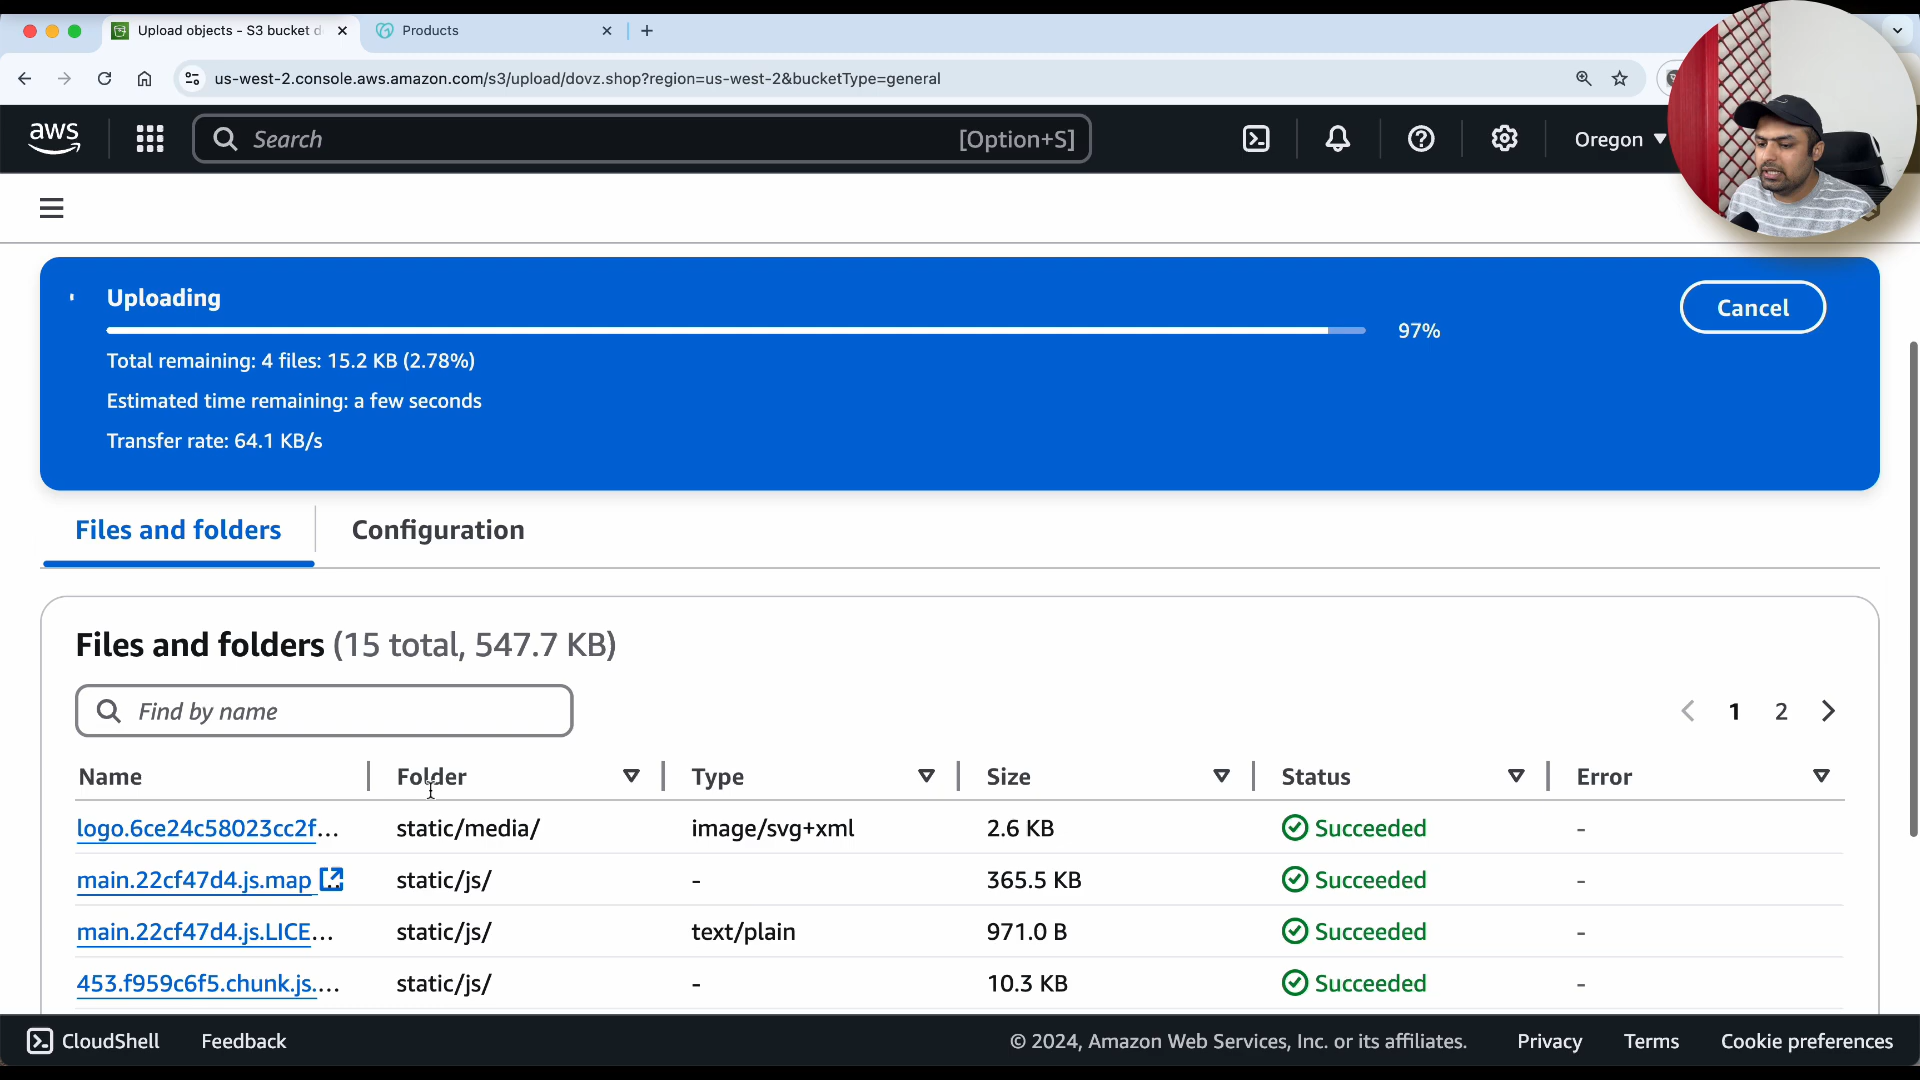 Upload objects - S3 bucket d
Products
us-west-2.console.aws.amazon.com/s3/upload/dovz.shop?region=us-west-2&bucketType=general
aws
Search
[Option+S]
Oregon
Uploading
Cancel
97%
Total remaining: 4 files: 15.2 KB (2.78%)
Estimated time remaining: a few seconds
Transfer rate: 64.1 KB/s
Files and folders
Configuration
Files and folders (15 total, 547.7 KB)
Find by name
1 2
Name Folder Type Size Status Error
logo.6ce24c58023cc2f... static/media/ image/svg+xml 2.6 KB Succeeded -
main.22cf47d4.js.map static/js/ - 365.5 KB Succeeded -
main.22cf47d4.js.LICE... static/js/ text/plain 971.0 B Succeeded -
453.f959c6f5.chunk.js.... static/js/ - 10.3 KB Succeeded -
CloudShell Feedback © 2024, Amazon Web Services, Inc. or its affiliates. Privacy Terms Cookie preferences